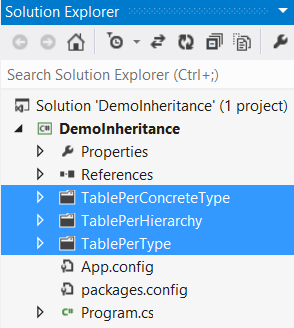 Solution Explorer
Search Solution Explorer (Ctrl+;)
Solution 'DemoInheritance' (1 project)
DemoInheritance
Properties
References
TablePerConcreteType
TablePerHierarchy
TablePerType
App.config
packages.config
C# Program.cs